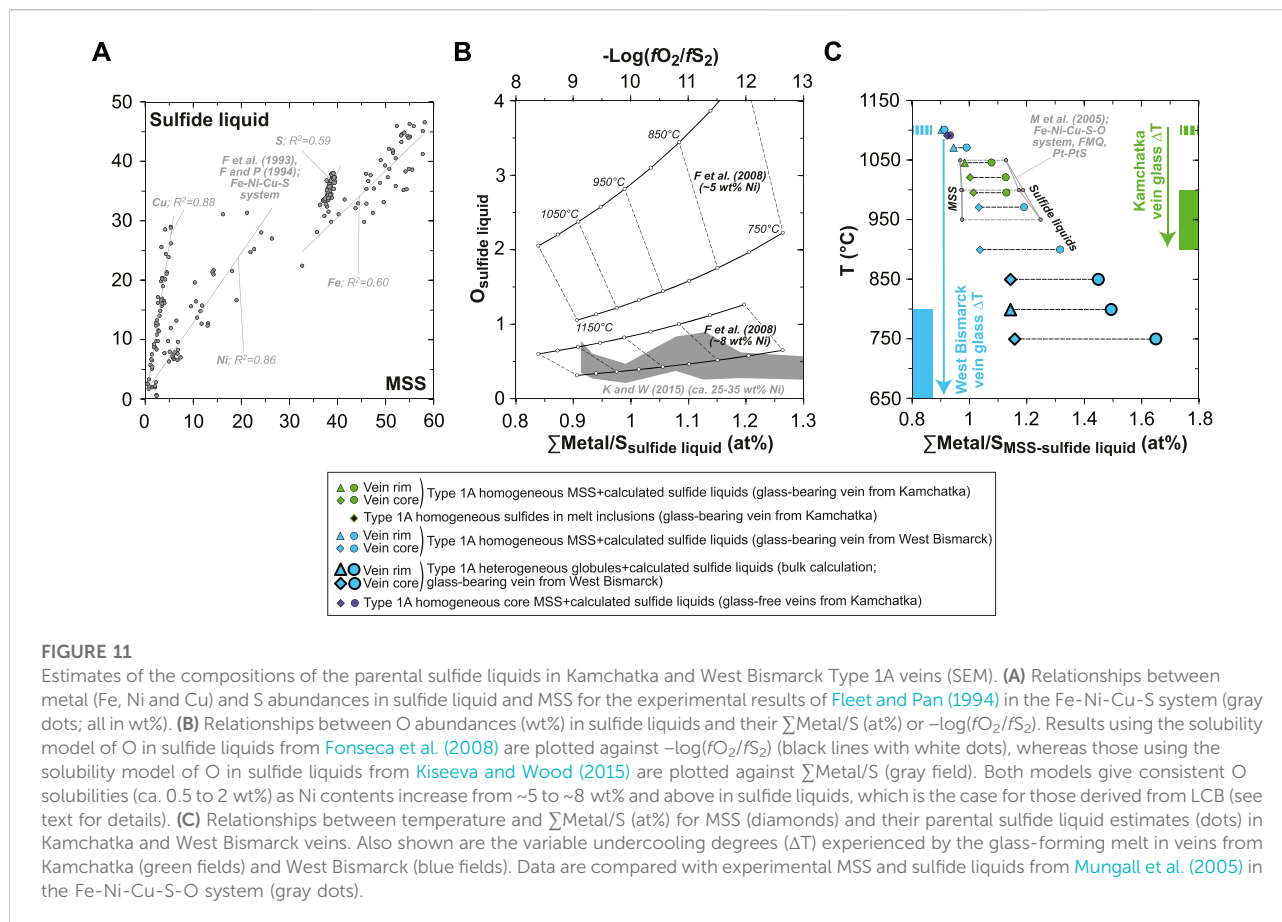 A
50
40
30
20
10
0
0
10
20
30
40
50
60
Sulfide liquid
S; R²=0.59
F et al. (1993),
F and P (1994);
Fe-Ni-Cu-S
system
Cu; R²=0.88
Fe; R²=0.60
Ni; R²=0.86
MSS
B
-Log(fO₂/fS₂)
8
9
10
11
12
13
4
3
2
1
0
O sulfide liquid
850°C
950°C
F et al. (2008)
(~5 wt% Ni)
1050°C
750°C
1150°C
F et al. (2008)
(~8 wt% Ni)
K and W (2015) (ca. 25-35 wt% Ni)
0.8
0.9
1
1.1
1.2
1.3
∑Metal/S sulfide liquid (at%)
C
1150
1050
950
850
750
650
T (°C)
M et al. (2005);
Fe-Ni-Cu-S-O
system, FMQ,
Pt-PtS
MSS
Sulfide liquids
Kamchatka
vein glass ΔT
West Bismarck
vein glass ΔT
0.8
1
1.2
1.4
1.6
1.8
∑Metal/S MSS-sulfide liquid (at%)
Vein rim
Vein core
Type 1A homogeneous MSS+calculated sulfide liquids (glass-bearing vein from Kamchatka)
Type 1A homogeneous sulfides in melt inclusions (glass-bearing vein from Kamchatka)
Vein rim
Vein core
Type 1A homogeneous MSS+calculated sulfide liquids (glass-bearing vein from West Bismarck)
Vein rim
Vein core
Type 1A heterogeneous globules+calculated sulfide liquids (bulk calculation;
glass-bearing vein from West Bismarck)
Type 1A homogeneous core MSS+calculated sulfide liquids (glass-free veins from Kamchatka)
FIGURE 11
Estimates of the compositions of the parental sulfide liquids in Kamchatka and West Bismarck Type 1A veins (SEM). (A) Relationships between
metal (Fe, Ni and Cu) and S abundances in sulfide liquid and MSS for the experimental results of Fleet and Pan (1994) in the Fe-Ni-Cu-S system (gray
dots; all in wt%). (B) Relationships between O abundances (wt%) in sulfide liquids and their ∑Metal/S (at%) or –log(fO₂/fS₂). Results using the solubility
model of O in sulfide liquids from Fonseca et al. (2008) are plotted against –log(fO₂/fS₂) (black lines with white dots), whereas those using the
solubility model of O in sulfide liquids from Kiseeva and Wood (2015) are plotted against ∑Metal/S (gray field). Both models give consistent O
solubilities (ca. 0.5 to 2 wt%) as Ni contents increase from ~5 to ~8 wt% and above in sulfide liquids, which is the case for those derived from LCB (see
text for details). (C) Relationships between temperature and ∑Metal/S (at%) for MSS (diamonds) and their parental sulfide liquid estimates (dots) in
Kamchatka and West Bismarck veins. Also shown are the variable undercooling degrees (ΔT) experienced by the glass-forming melt in veins from
Kamchatka (green fields) and West Bismarck (blue fields). Data are compared with experimental MSS and sulfide liquids from Mungall et al. (2005) in
the Fe-Ni-Cu-S-O system (gray dots).